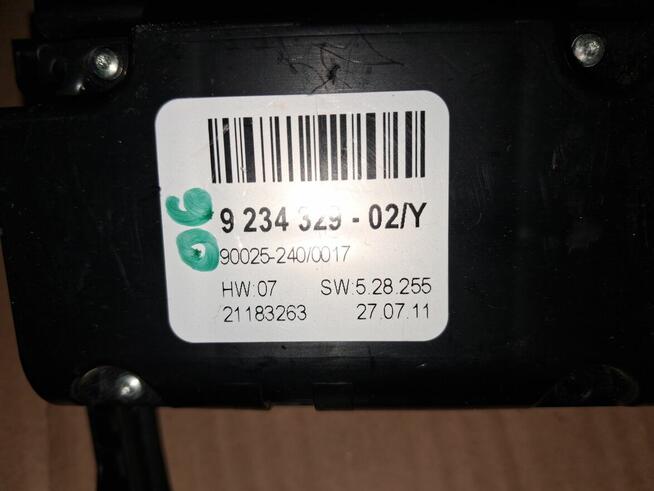 9 234 329 - 02/Y
90025-240/0017
HW:07 SW:5.28.255
21183263 27.07.11